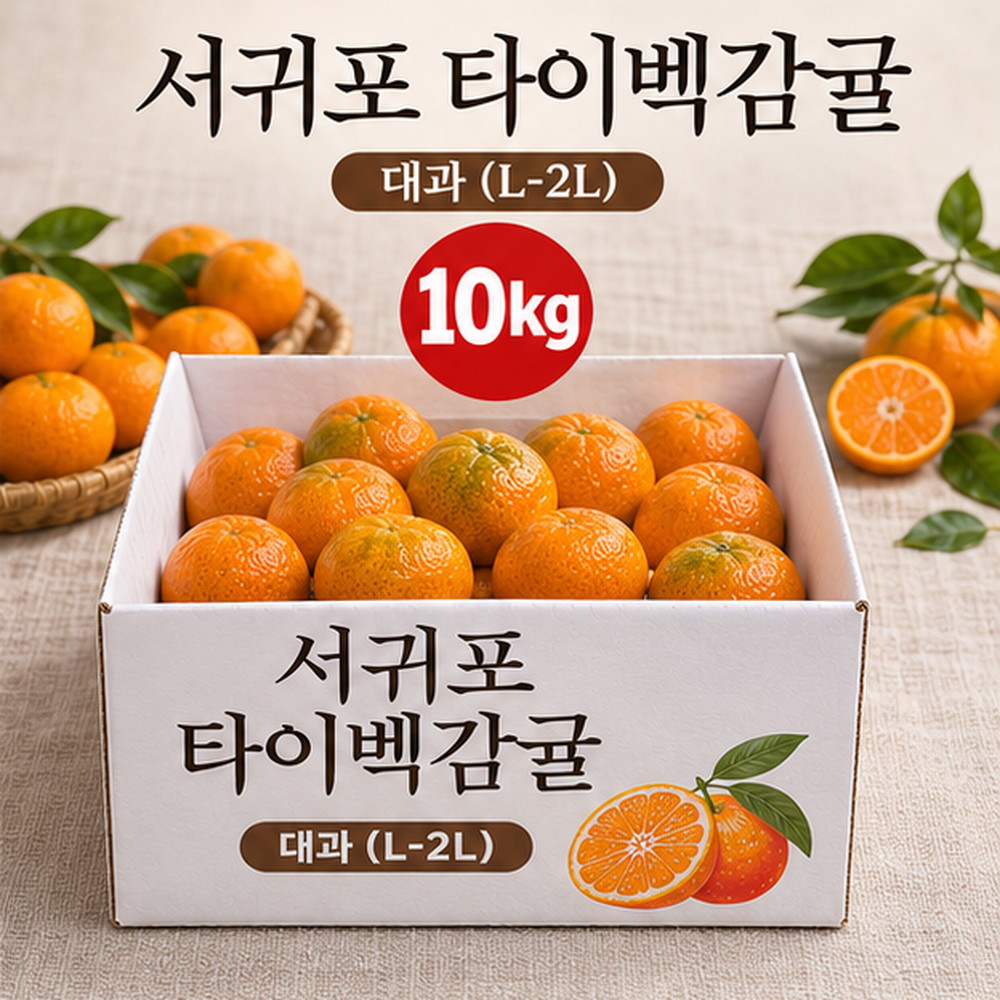 서귀포 타이벡감귤
대과 (L-2L)
10kg
서귀포
타이벡감귤
대과 (L-2L)